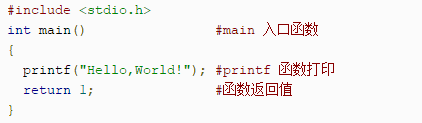 #include <stdio.h>
int main()                 #main 入口函数
{
  printf("Hello,World!"); #printf 函数打印
  return 1;                #函数返回值
}